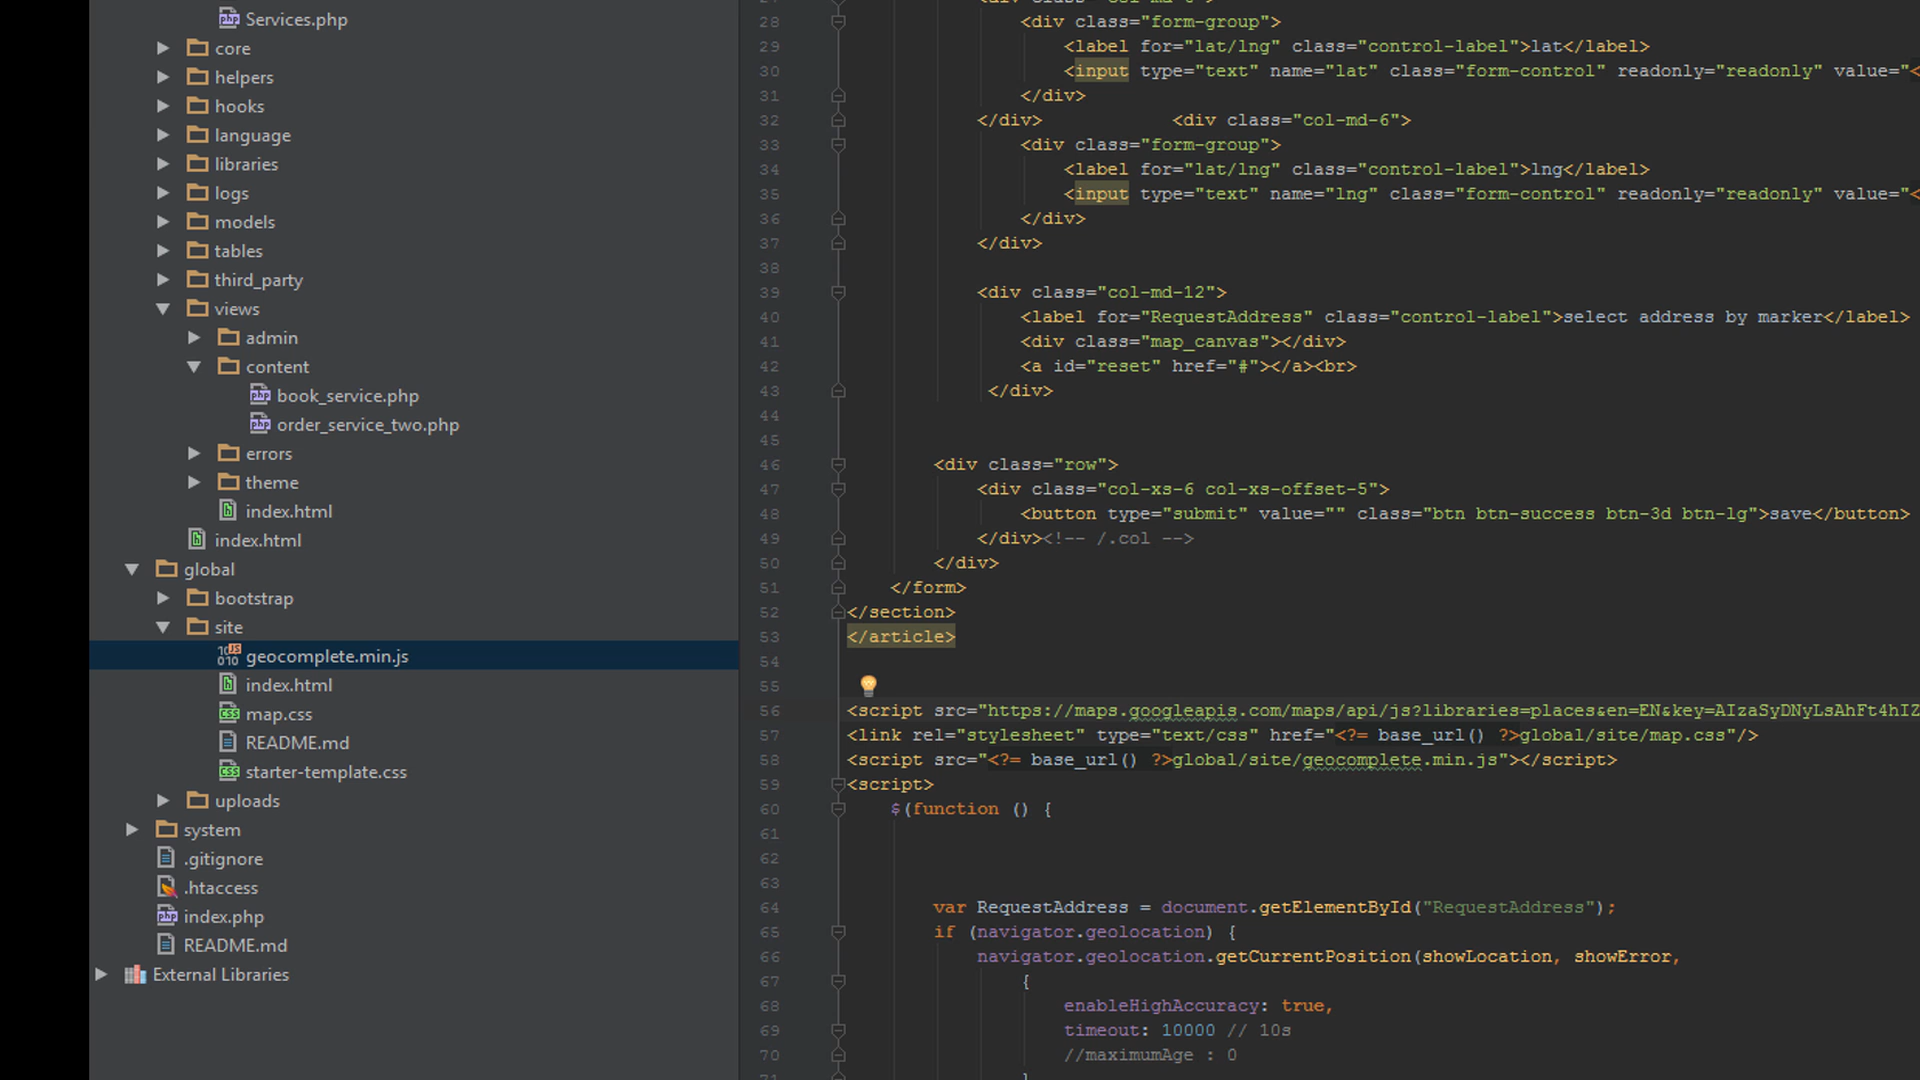 Services.php
core
helpers
hooks
language
libraries
logs
models
tables
third_party
views
admin
content
book_service.php
order_service_two.php
errors
theme
index.html
index.html
global
bootstrap
site
geocomplete.min.js
index.html
map.css
README.md
starter-template.css
uploads
system
.gitignore
.htaccess
index.php
README.md
External Libraries
28 <div class="form-group">
29 <label for="lat/lng" class="control-label">lat</label>
30 <input type="text" name="lat" class="form-control" readonly="readonly" value="<
31 </div>
32 </div> <div class="col-md-6">
33 <div class="form-group">
34 <label for="lat/lng" class="control-label">lng</label>
35 <input type="text" name="lng" class="form-control" readonly="readonly" value="<
36 </div>
37 </div>
38
39 <div class="col-md-12">
40 <label for="RequestAddress" class="control-label">select address by marker</label>
41 <div class="map_canvas"></div>
42 <a id="reset" href="#"></a><br>
43 </div>
44
45
46 <div class="row">
47 <div class="col-xs-6 col-xs-offset-5">
48 <button type="submit" value="" class="btn btn-success btn-3d btn-lg">save</button>
49 </div><!-- /.col -->
50 </div>
51 </form>
52 </section>
53 </article>
54
55
56 <script src="https://maps.googleapis.com/maps/api/js?libraries=places&en=EN&key=AIzaSyDNyLsAhFt4hIZ
57 <link rel="stylesheet" type="text/css" href="<?= base_url() ?>global/site/map.css"/>
58 <script src="<?= base_url() ?>global/site/geocomplete.min.js"></script>
59 <script>
60 $(function () {
61
62
63
64 var RequestAddress = document.getElementById("RequestAddress");
65 if (navigator.geolocation) {
66 navigator.geolocation.getCurrentPosition(showLocation, showError,
67 {
68 enableHighAccuracy: true,
69 timeout: 10000 // 10s
70 //maximumAge : 0